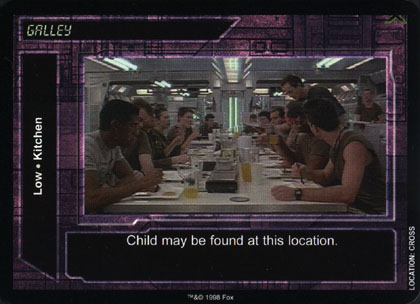 GALLEY
Low • Kitchen
Child may be found at this location.
LOCATION: CROSS
™&© 1998 Fox